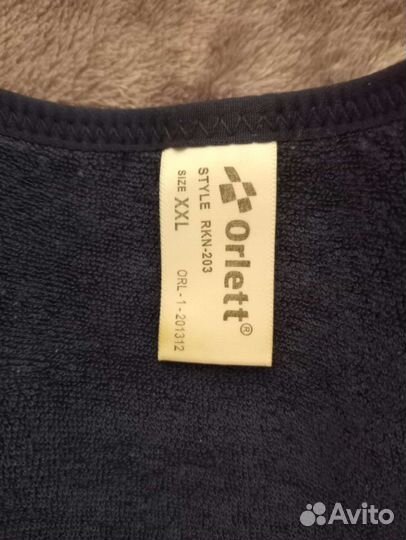 Orlett®
STYLE RKN-203
SIZE XXL
ORL-1-201312
Avito